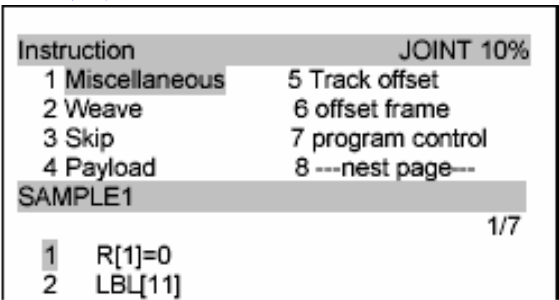 Instruction JOINT 10%
1 Miscellaneous 5 Track offset
2 Weave 6 offset frame
3 Skip 7 program control
4 Payload 8 ---nest page---
SAMPLE1
1/7
1 R[1]=0
2 LBL[11]